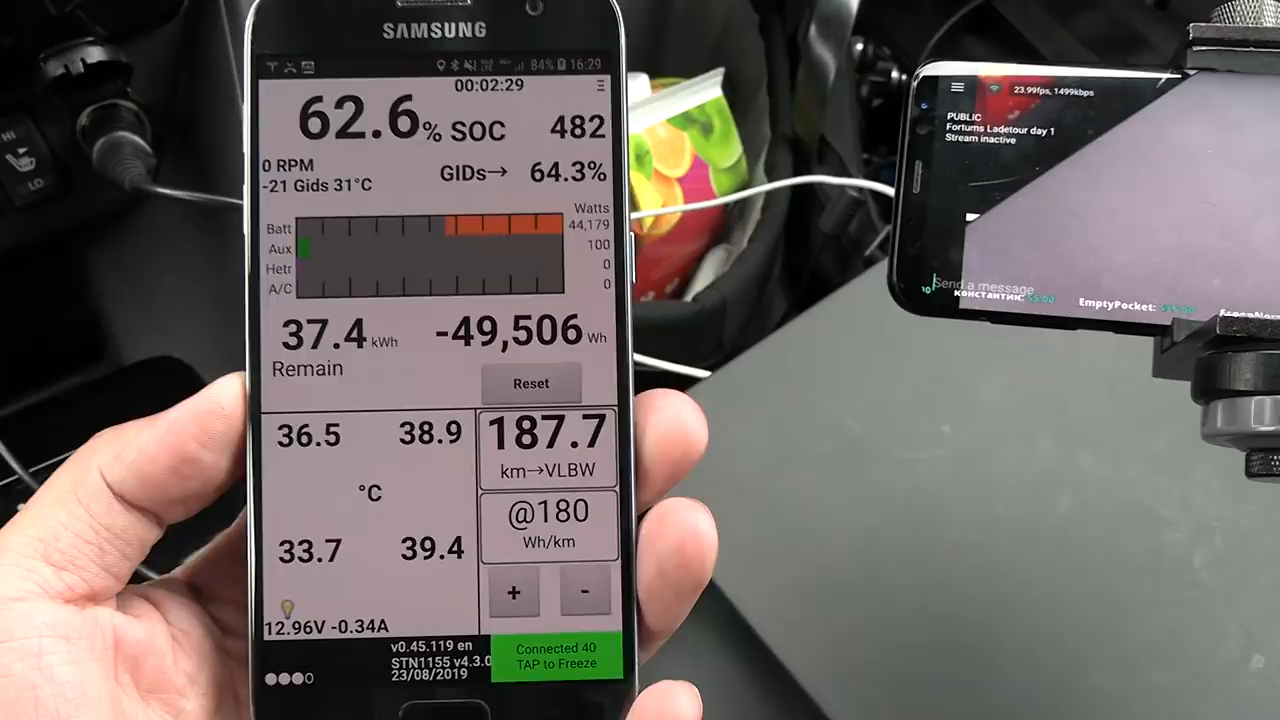 SAMSUNG
84% 16:29
00:02:29
62.6% SOC 482
0 RPM
-21 Gids 31°C
GIDs→ 64.3%
Watts
Batt 44,179
Aux 100
Hetr 0
A/C 0
37.4 kWh -49,506 Wh
Remain
Reset
36.5 38.9
°C
33.7 39.4
187.7
km→VLBW
@180
Wh/km
+ -
12.96V -0.34A
v0.45.119 en
STN1155 v4.3.0
23/08/2019
Connected 40
TAP to Freeze
HI
LO
23.99fps, 1499kbps
PUBLIC
Fortums Ladetour day 1
Stream inactive
Send a message
константин:
EmptyPocket: